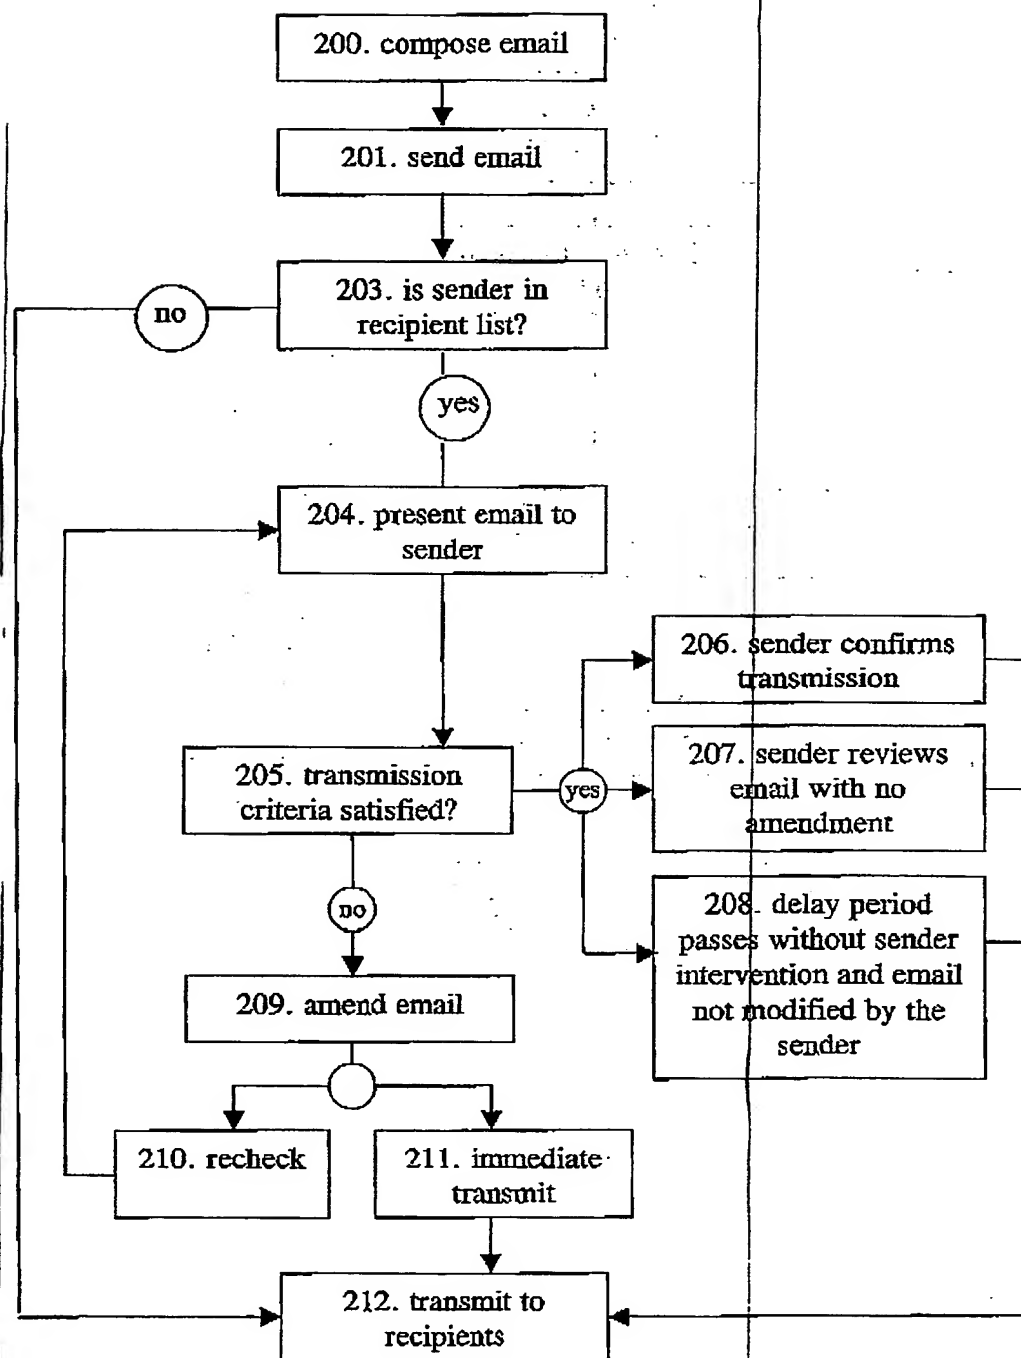 200. compose email
201. send email
203. is sender in
recipient list?
no
yes
204. present email to
sender
205. transmission
criteria satisfied?
yes
206. sender confirms
transmission
207. sender reviews
email with no
amendment
208. delay period
passes without sender
intervention and email
not modified by the
sender
no
209. amend email
210. recheck
211. immediate
transmit
212. transmit to
recipients